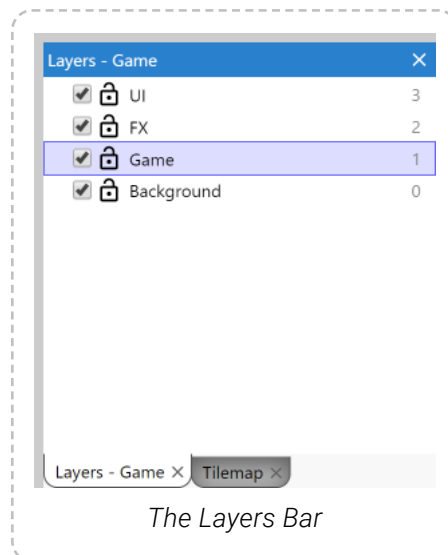 Layers - Game
UI 3
FX 2
Game 1
Background 0
Layers - Game Tilemap
The Layers Bar